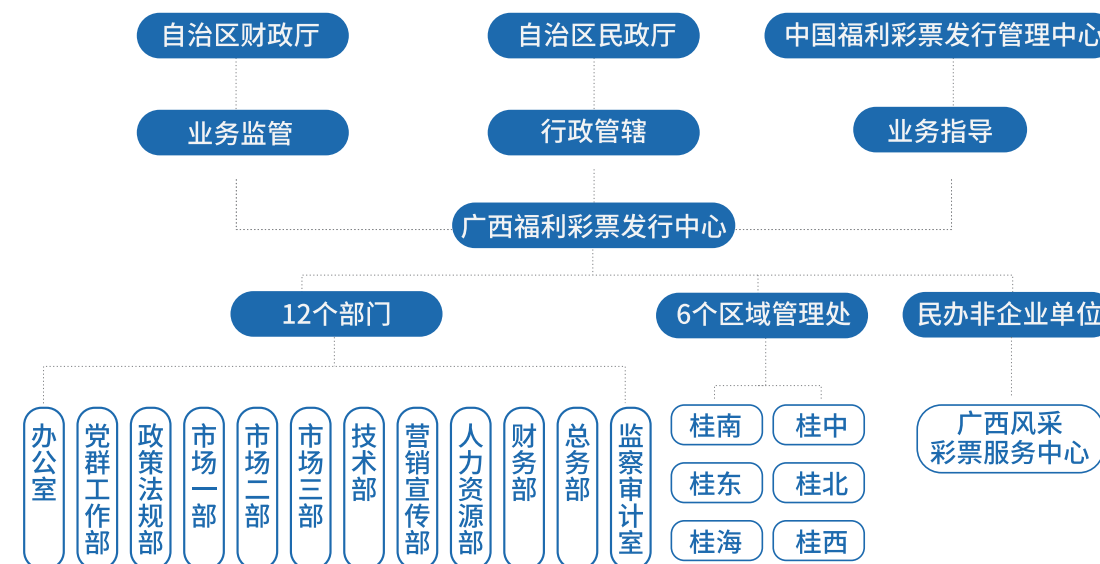 自治区财政厅
自治区民政厅
中国福利彩票发行管理中心
业务监管
行政管辖
业务指导
广西福利彩票发行中心
12个部门
6个区域管理处
民办非企业单位
办公室
党群工作部
政策法规部
市场一部
市场二部
市场三部
技术部
营销宣传部
人力资源部
财务部
总务部
监察审计室
桂南
桂中
桂东
桂北
桂海
桂西
广西风采
彩票服务中心